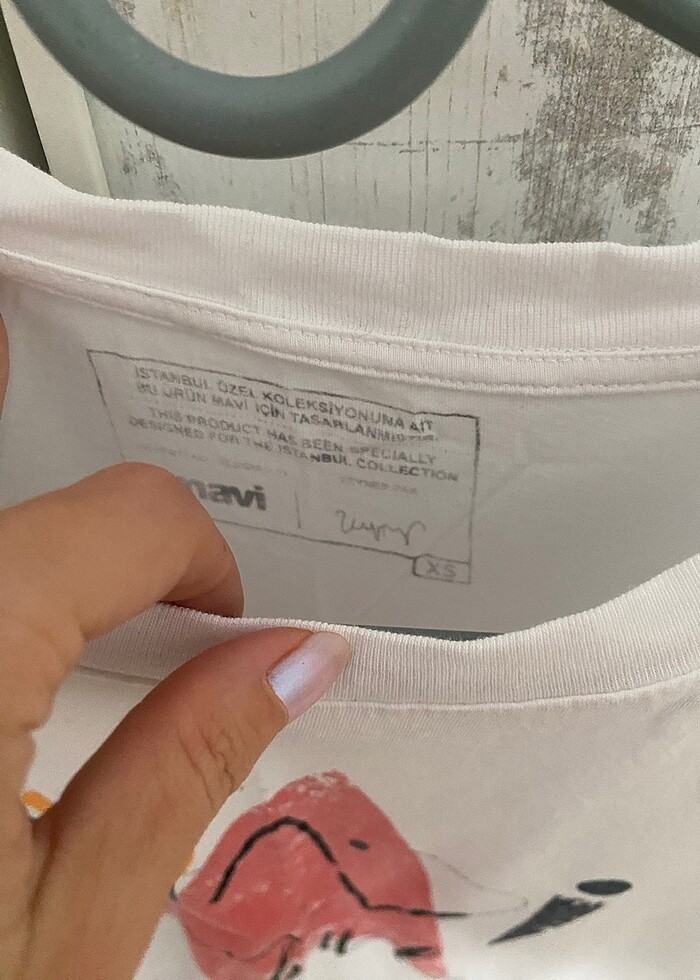 İSTANBUL ÖZEL KOLEKSİYONUNA AİT
BU ÜRÜN MAVİ İÇİN TASARLANMIŞTIR.
THIS PRODUCT HAS BEEN SPECIALLY
DESIGNED FOR THE ISTANBUL COLLECTION
mavi
XS